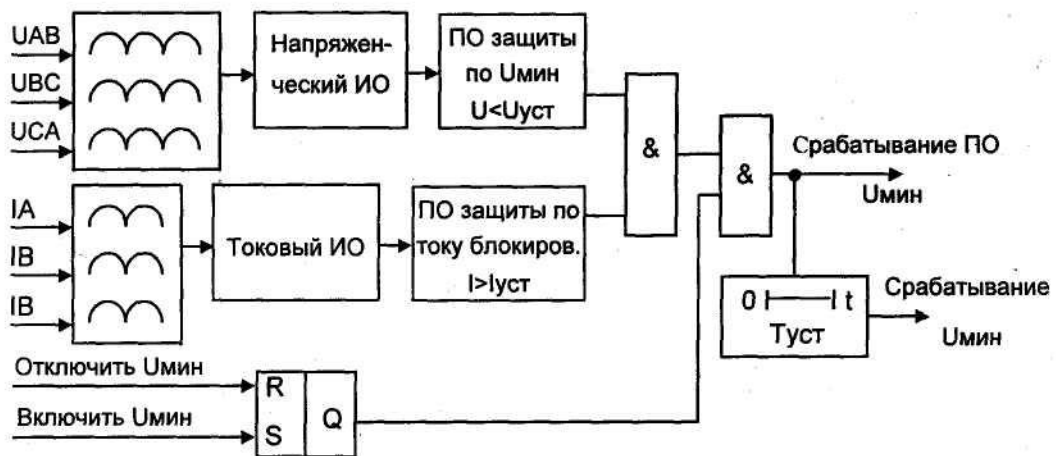 UAB
UBC
UCA
Напряжен-
ческий ИО
ПО защиты
по Uмин
U<Uуст
&
&
Срабатывание ПО
Uмин
IA
IB
IB
Токовый ИО
ПО защиты по
току блокиров.
I>Iуст
0 t
Tуст
Срабатывание
Uмин
Отключить Uмин
Включить Uмин
R
S
Q